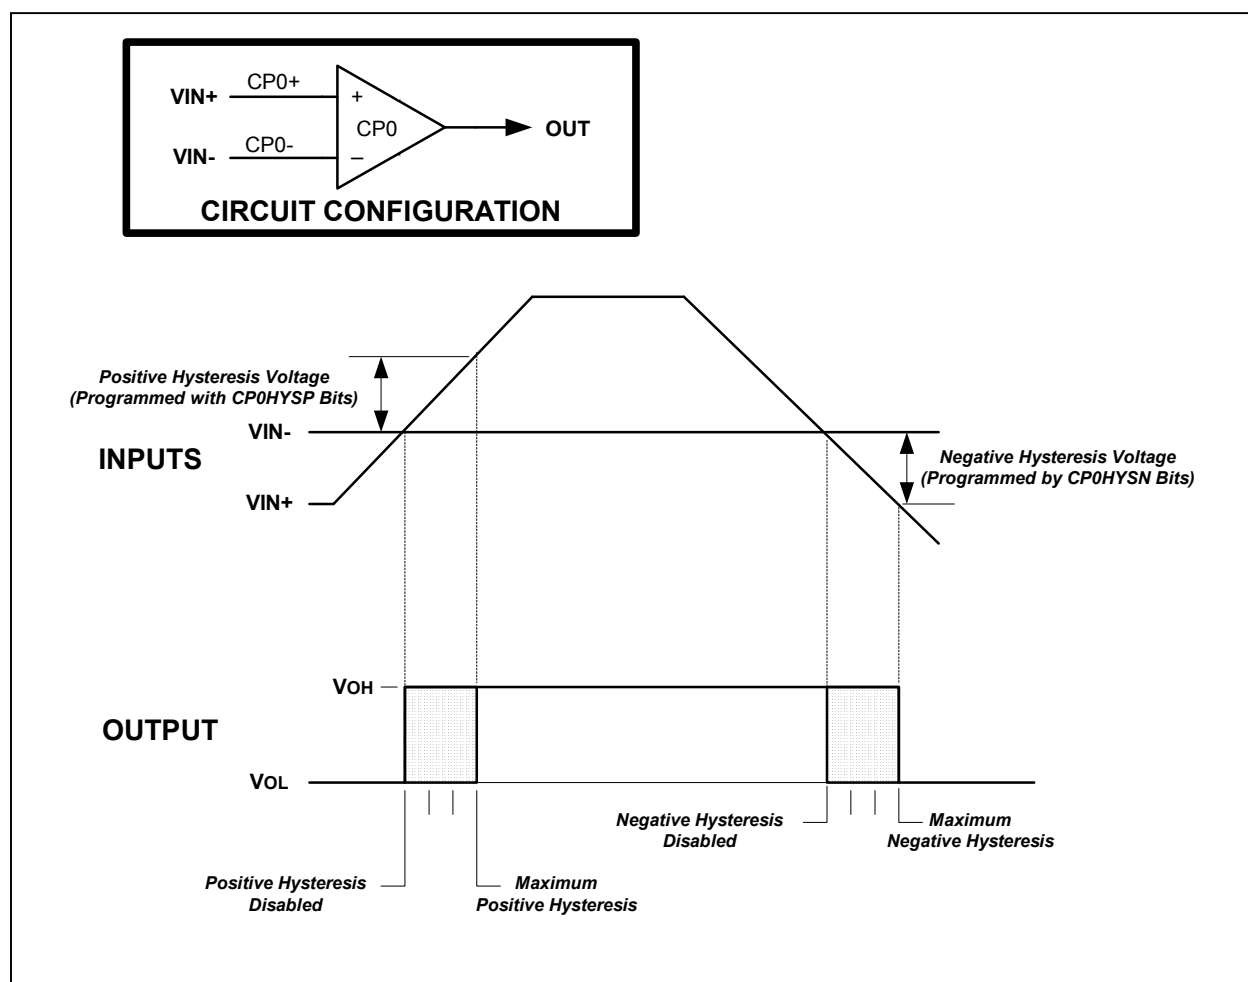 VIN+
CP0+
+
CP0
OUT
VIN-
CP0-
–
CIRCUIT CONFIGURATION
Positive Hysteresis Voltage
(Programmed with CP0HYSP Bits)
VIN-
INPUTS
VIN+
Negative Hysteresis Voltage
(Programmed by CP0HYSN Bits)
VOH
OUTPUT
VOL
Negative Hysteresis
Disabled
Maximum
Negative Hysteresis
Positive Hysteresis
Disabled
Maximum
Positive Hysteresis